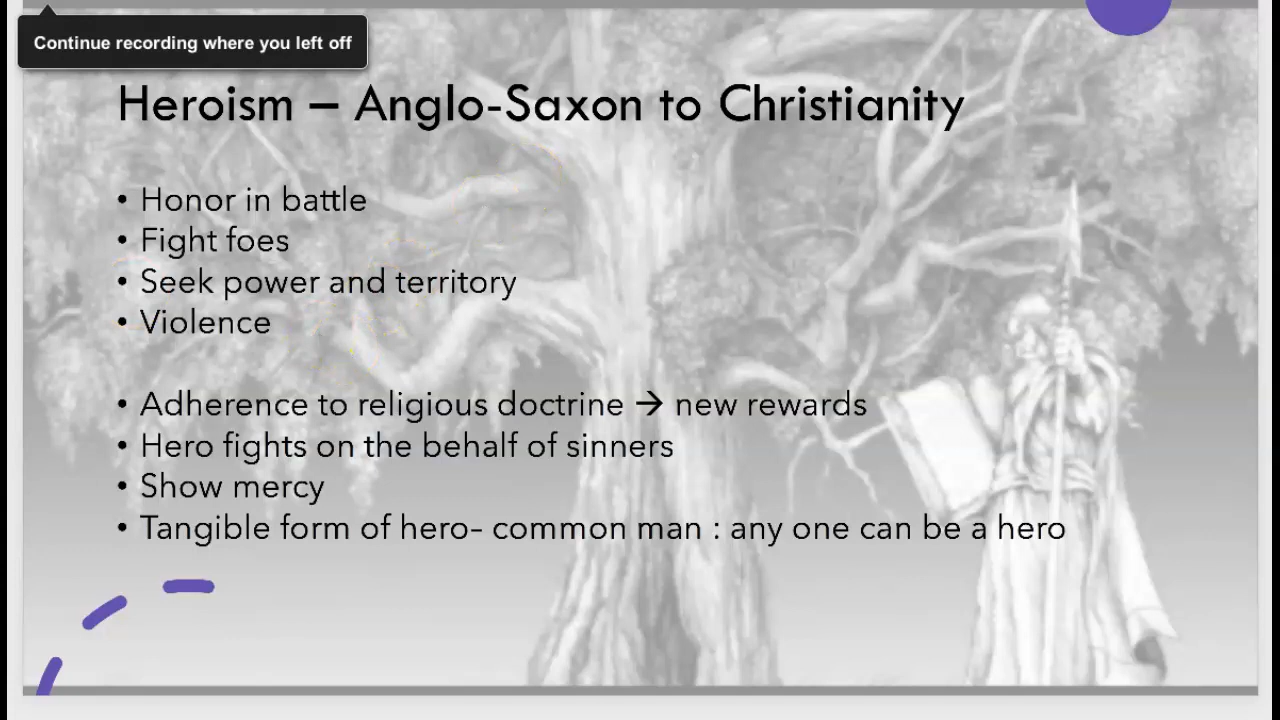 Continue recording where you left off
Heroism – Anglo-Saxon to Christianity
• Honor in battle
• Fight foes
• Seek power and territory
• Violence
• Adherence to religious doctrine → new rewards
• Hero fights on the behalf of sinners
• Show mercy
• Tangible form of hero– common man : any one can be a hero